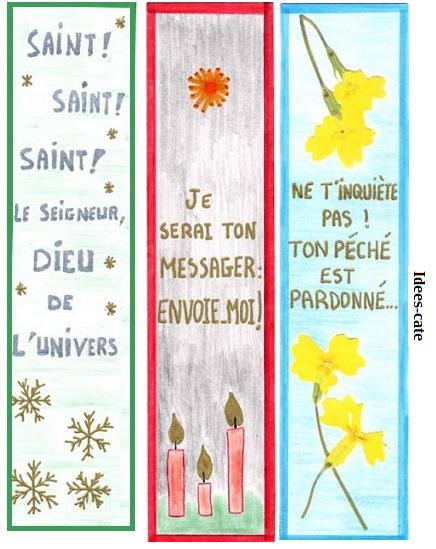 SAINT!
SAINT!
SAINT!
LE SEIGNEUR,
DIEU
DE
L'UNIVERS
JE
SERAI TON
MESSAGER:
ENVOIE-MOI!
NE T'INQUIÈTE
PAS !
TON PÉCHÉ
EST
PARDONNÉ...
Idees-cate